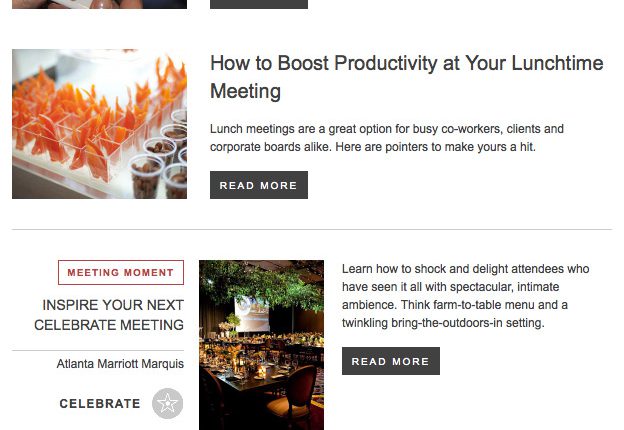 How to Boost Productivity at Your Lunchtime
Meeting
Lunch meetings are a great option for busy co-workers, clients and
corporate boards alike. Here are pointers to make yours a hit.
READ MORE
MEETING MOMENT
INSPIRE YOUR NEXT
CELEBRATE MEETING
Atlanta Marriott Marquis
CELEBRATE
Learn how to shock and delight attendees who
have seen it all with spectacular, intimate
ambience. Think farm-to-table menu and a
twinkling bring-the-outdoors-in setting.
READ MORE